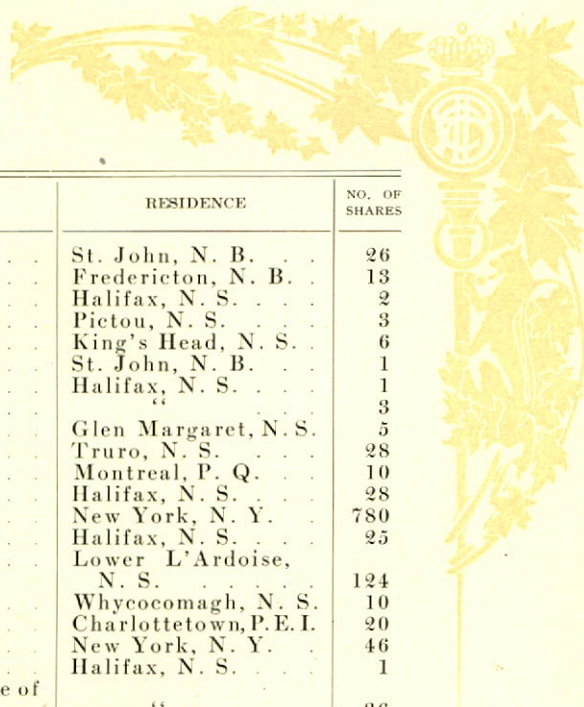 RESIDENCE NO. OF
SHARES
St. John, N. B. . . 26
Fredericton, N. B. . 13
Halifax, N. S. . . . . 2
Pictou, N. S. . . . 3
King's Head, N. S. . 6
St. John, N. B. . . 1
Halifax, N. S. . . . . 1
“ . . . 3
Glen Margaret, N. S. 5
Truro, N. S. . . . 28
Montreal, P. Q. . . 10
Halifax, N. S. . . . . 28
New York, N. Y. . 780
Halifax, N. S. . . . . 25
Lower L'Ardoise,
N. S. . . . . . 124
Whycocomagh, N. S. 10
Charlottetown, P. E. I. 20
New York, N. Y. . 46
Halifax, N. S. . . . . 1
e of
“